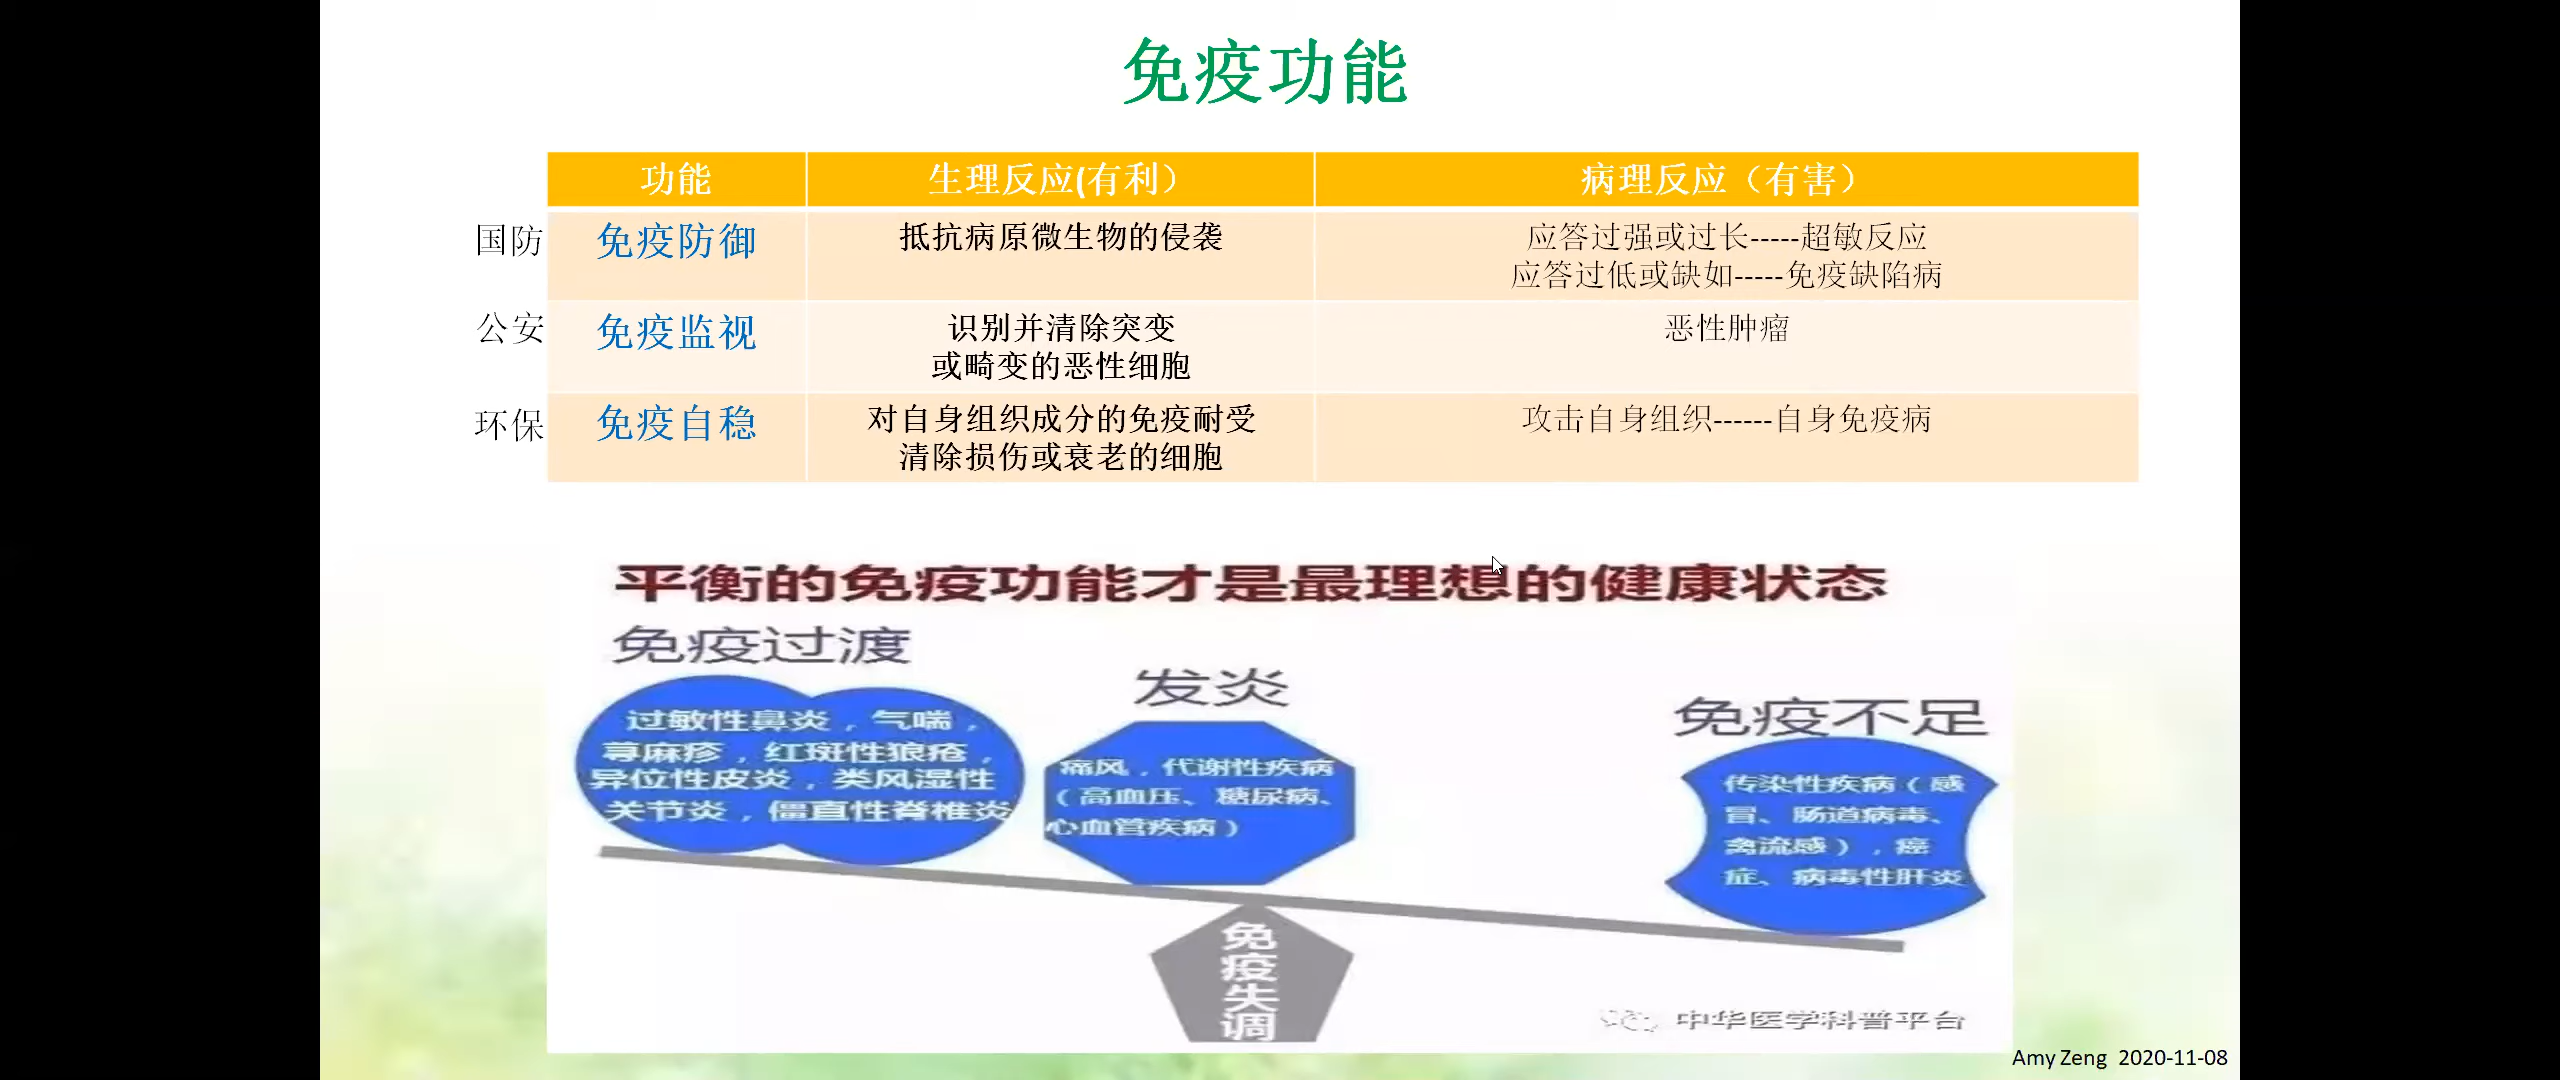 免疫功能
功能 生理反应(有利） 病理反应（有害）
国防 免疫防御 抵抗病原微生物的侵袭 应答过强或过长-----超敏反应
应答过低或缺如-----免疫缺陷病
公安 免疫监视 识别并清除突变 恶性肿瘤
或畸变的恶性细胞
环保 免疫自稳 对自身组织成分的免疫耐受 攻击自身组织------自身免疫病
清除损伤或衰老的细胞
平衡的免疫功能才是最理想的健康状态
免疫过渡
过敏性鼻炎，气喘，
荨麻疹，红斑性狼疮，
异位性皮炎，类风湿性
关节炎，僵直性脊椎炎
发炎
痛风，代谢性疾病
（高血压、糖尿病、
心血管疾病）
免疫不足
传染性疾病（感
冒、肠道病毒、
禽流感），癌
症、病毒性肝炎
免疫失调
中华医学科普平台
Amy Zeng 2020-11-08